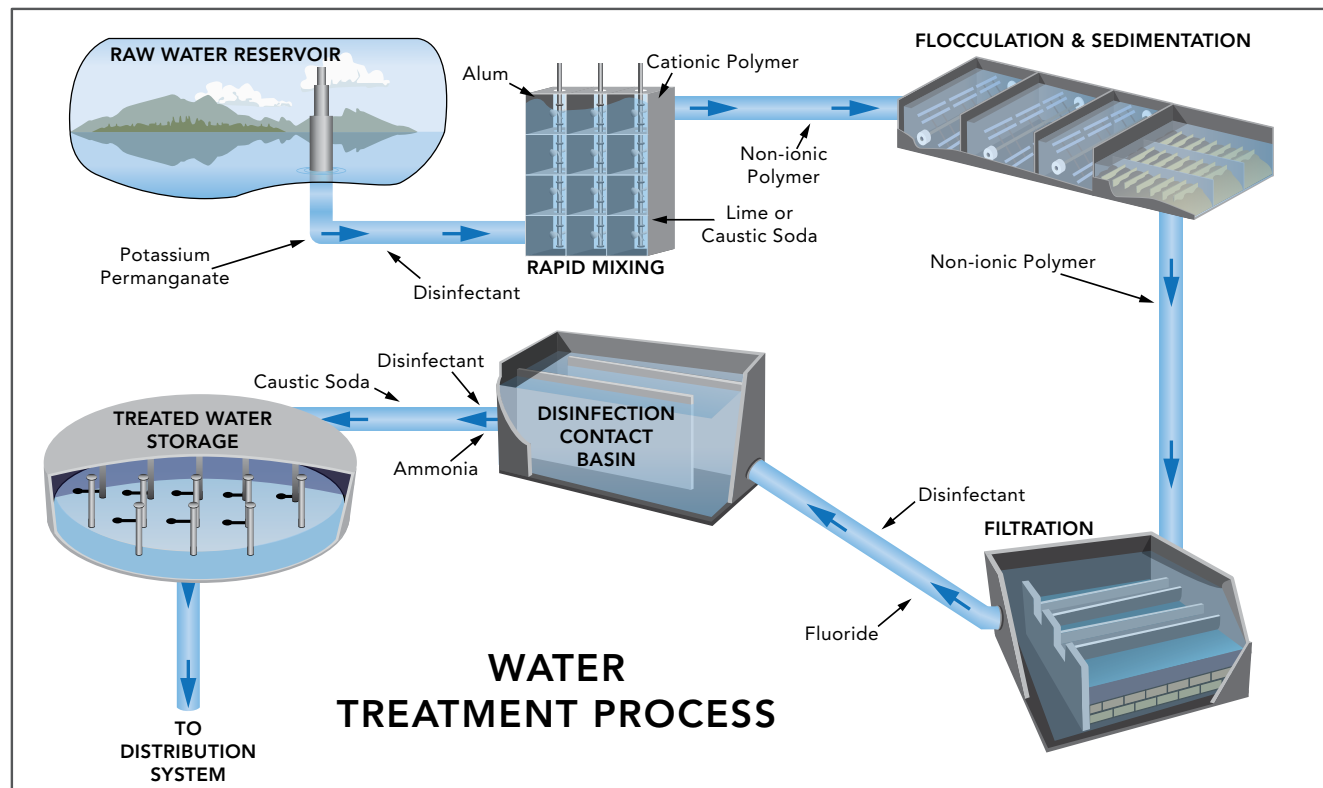 RAW WATER RESERVOIR
Potassium
Permanganate
Disinfectant
Alum
Cationic Polymer
Lime or
Caustic Soda
RAPID MIXING
Non-ionic
Polymer
FLOCCULATION & SEDIMENTATION
Non-ionic Polymer
FILTRATION
Disinfectant
Fluoride
DISINFECTION
CONTACT
BASIN
Disinfectant
Caustic Soda
Ammonia
TREATED WATER
STORAGE
TO
DISTRIBUTION
SYSTEM
WATER
TREATMENT PROCESS